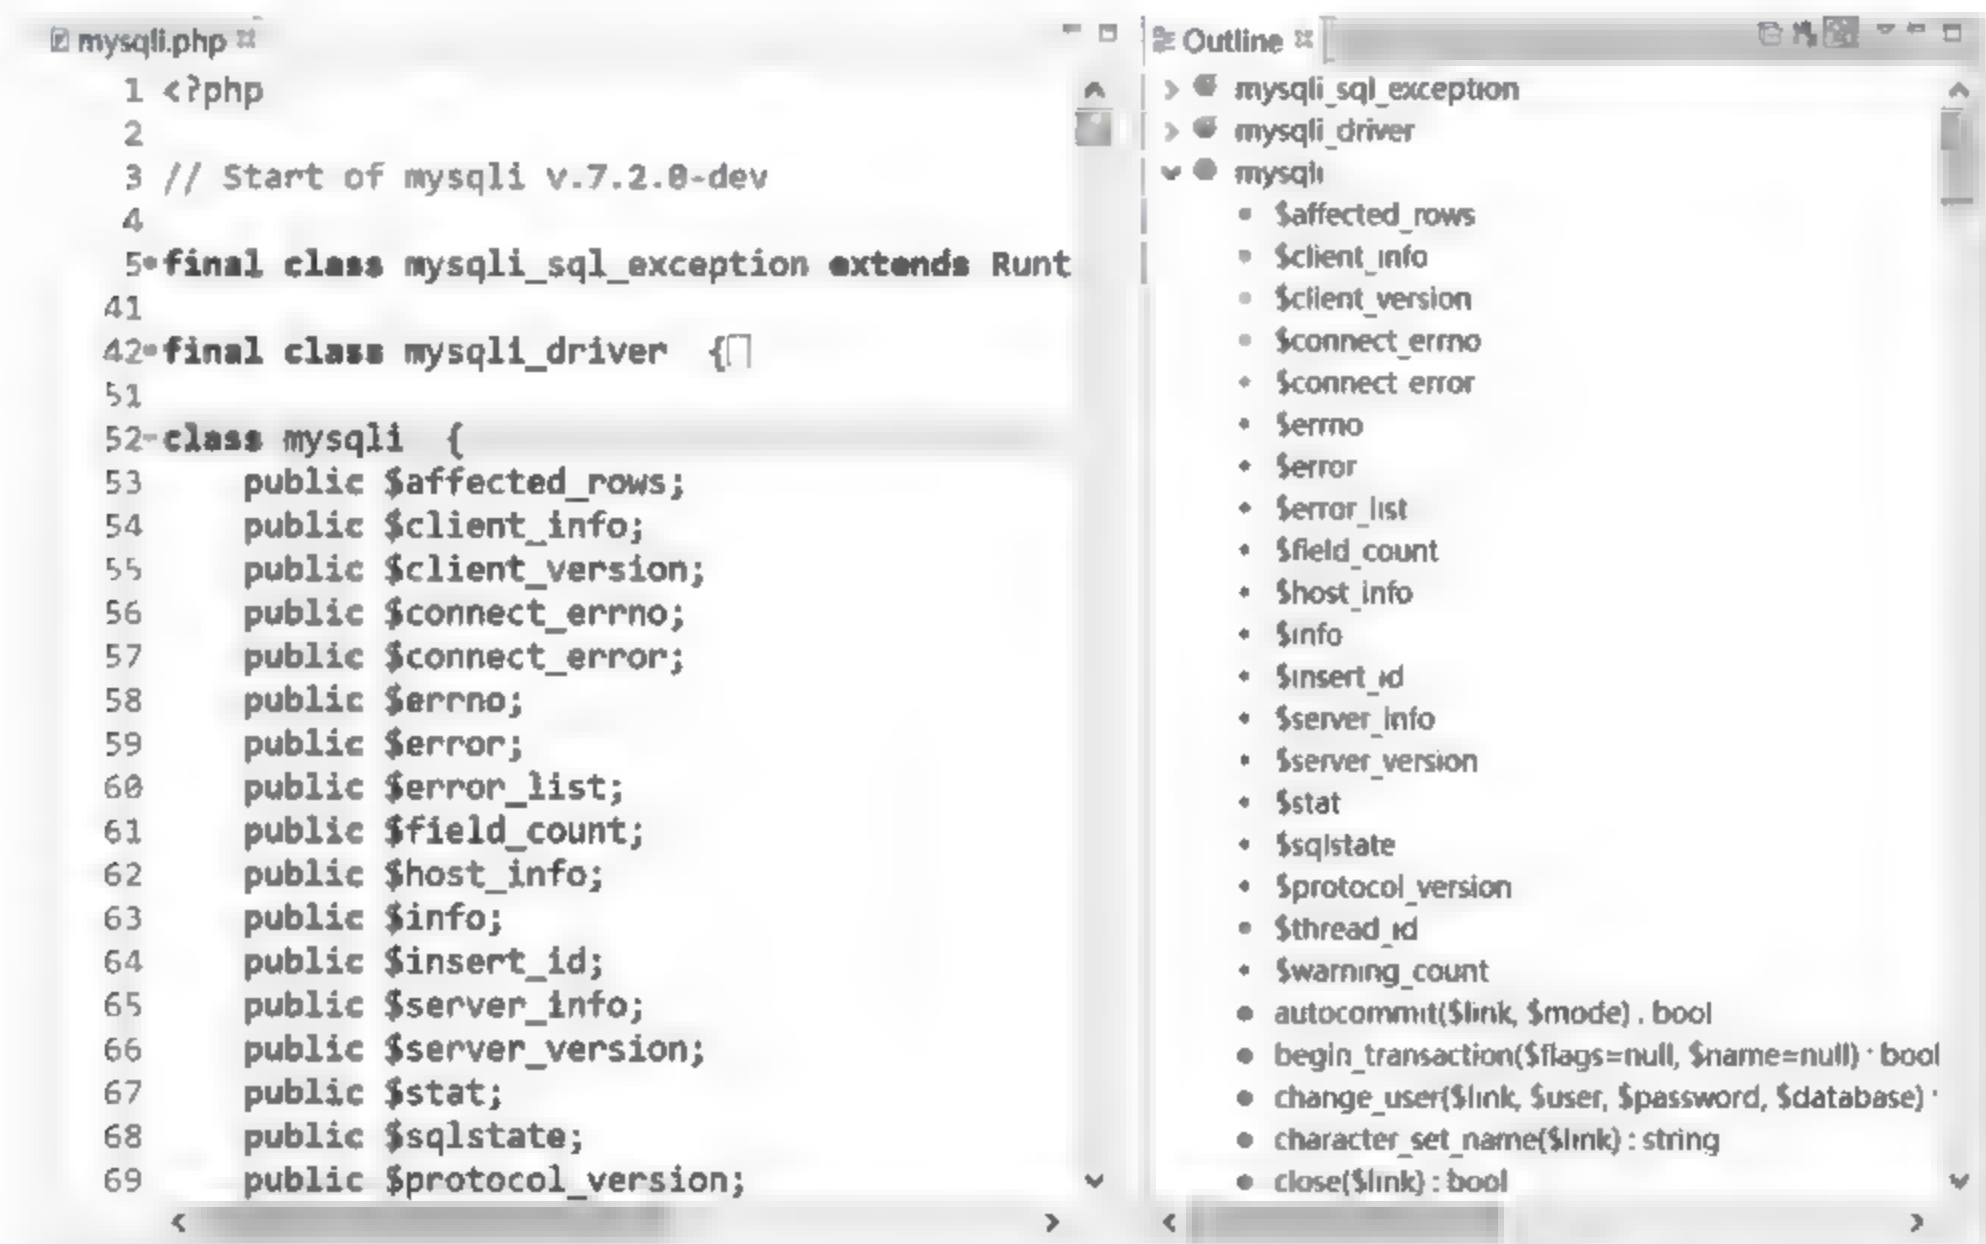 mysqli.php
1 <?php
2
3 // Start of mysqli v.7.2.0-dev
4
5 final class mysqli_sql_exception extends Runt
41
42 final class mysqli_driver  {
51
52 class mysqli  {
53     public $affected_rows;
54     public $client_info;
55     public $client_version;
56     public $connect_errno;
57     public $connect_error;
58     public $errno;
59     public $error;
60     public $error_list;
61     public $field_count;
62     public $host_info;
63     public $info;
64     public $insert_id;
65     public $server_info;
66     public $server_version;
67     public $stat;
68     public $sqlstate;
69     public $protocol_version;
Outline
mysqli_sql_exception
mysqli_driver
mysqli
$affected_rows
$client_info
$client_version
$connect_errno
$connect_error
$errno
$error
$error_list
$field_count
$host_info
$info
$insert_id
$server_info
$server_version
$stat
$sqlstate
$protocol_version
$thread_id
$warning_count
autocommit($link, $mode) : bool
begin_transaction($flags=null, $name=null) : bool
change_user($link, $user, $password, $database) :
character_set_name($link) : string
close($link) : bool